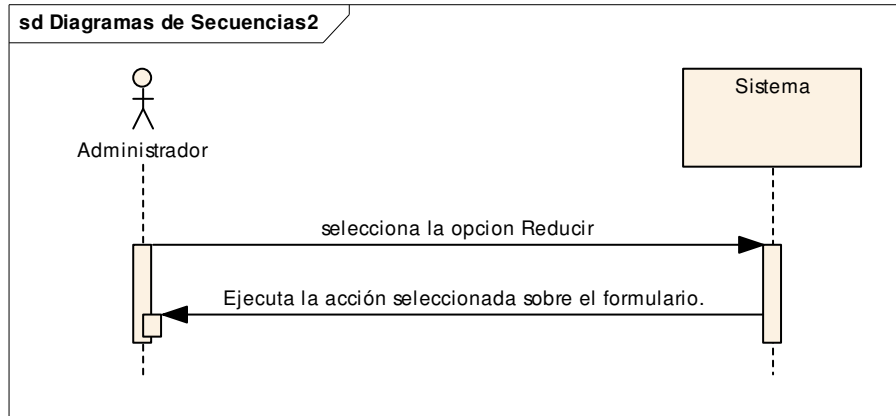 sd Diagramas de Secuencias2
Administrador
Sistema
selecciona la opcion Reducir
Ejecuta la acción seleccionada sobre el formulario.